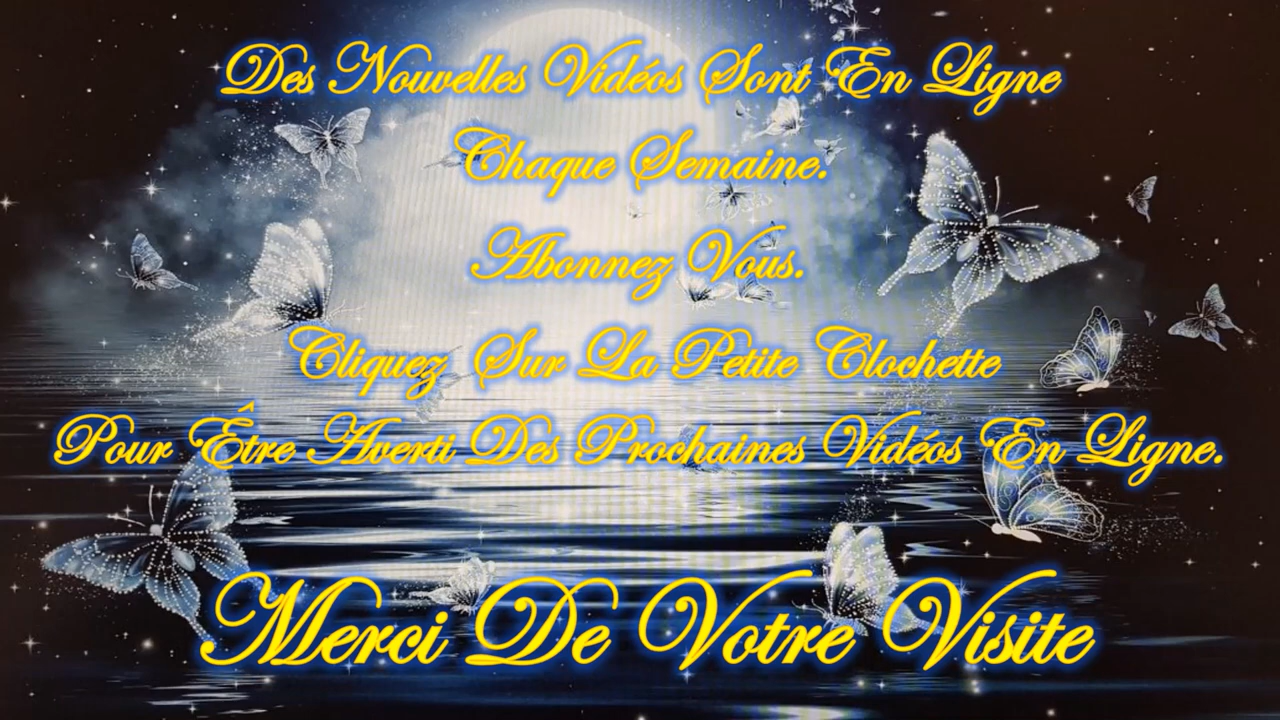 Des Nouvelles Vidéos Sont En Ligne
Chaque Semaine.
Abonnez Vous.
Cliquez Sur La Petite Clochette
Pour Être Averti Des Prochaines Vidéos En Ligne.
Merci De Votre Visite